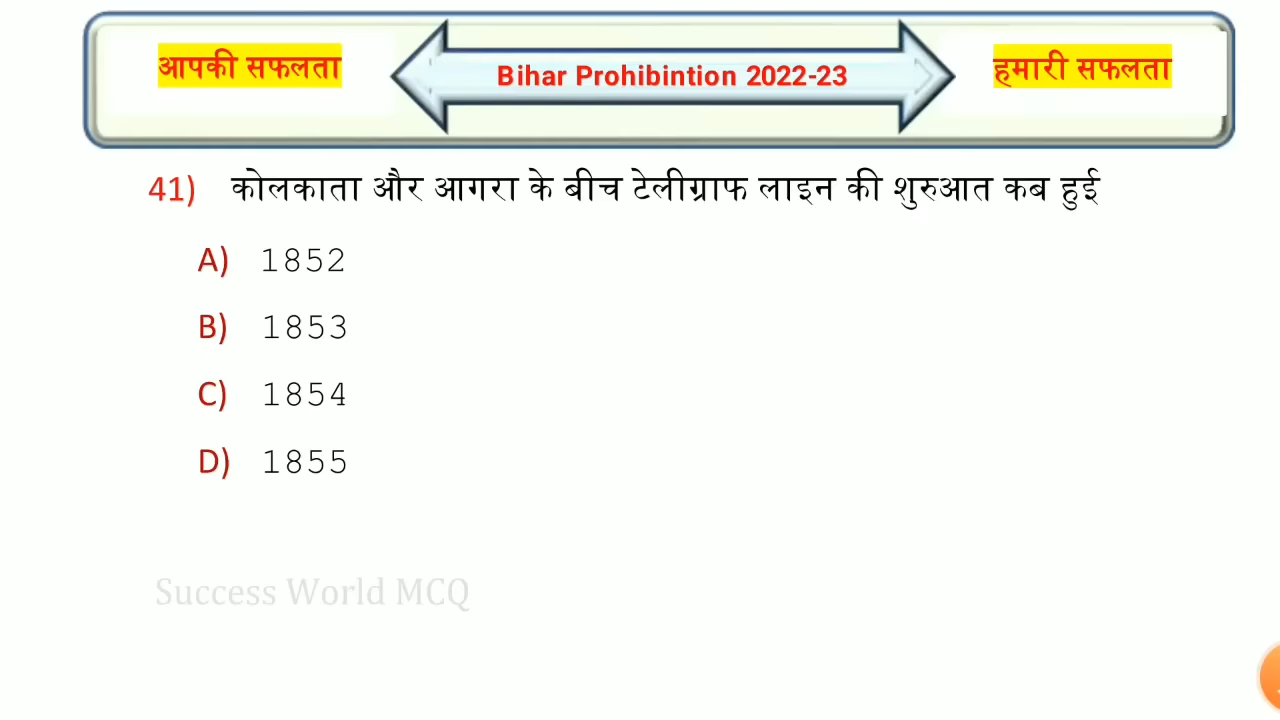 आपकी सफलता
Bihar Prohibintion 2022-23
हमारी सफलता
41) कोलकाता और आगरा के बीच टेलीग्राफ लाइन की शुरुआत कब हुई
A) 1852
B) 1853
C) 1854
D) 1855
Success World MCQ